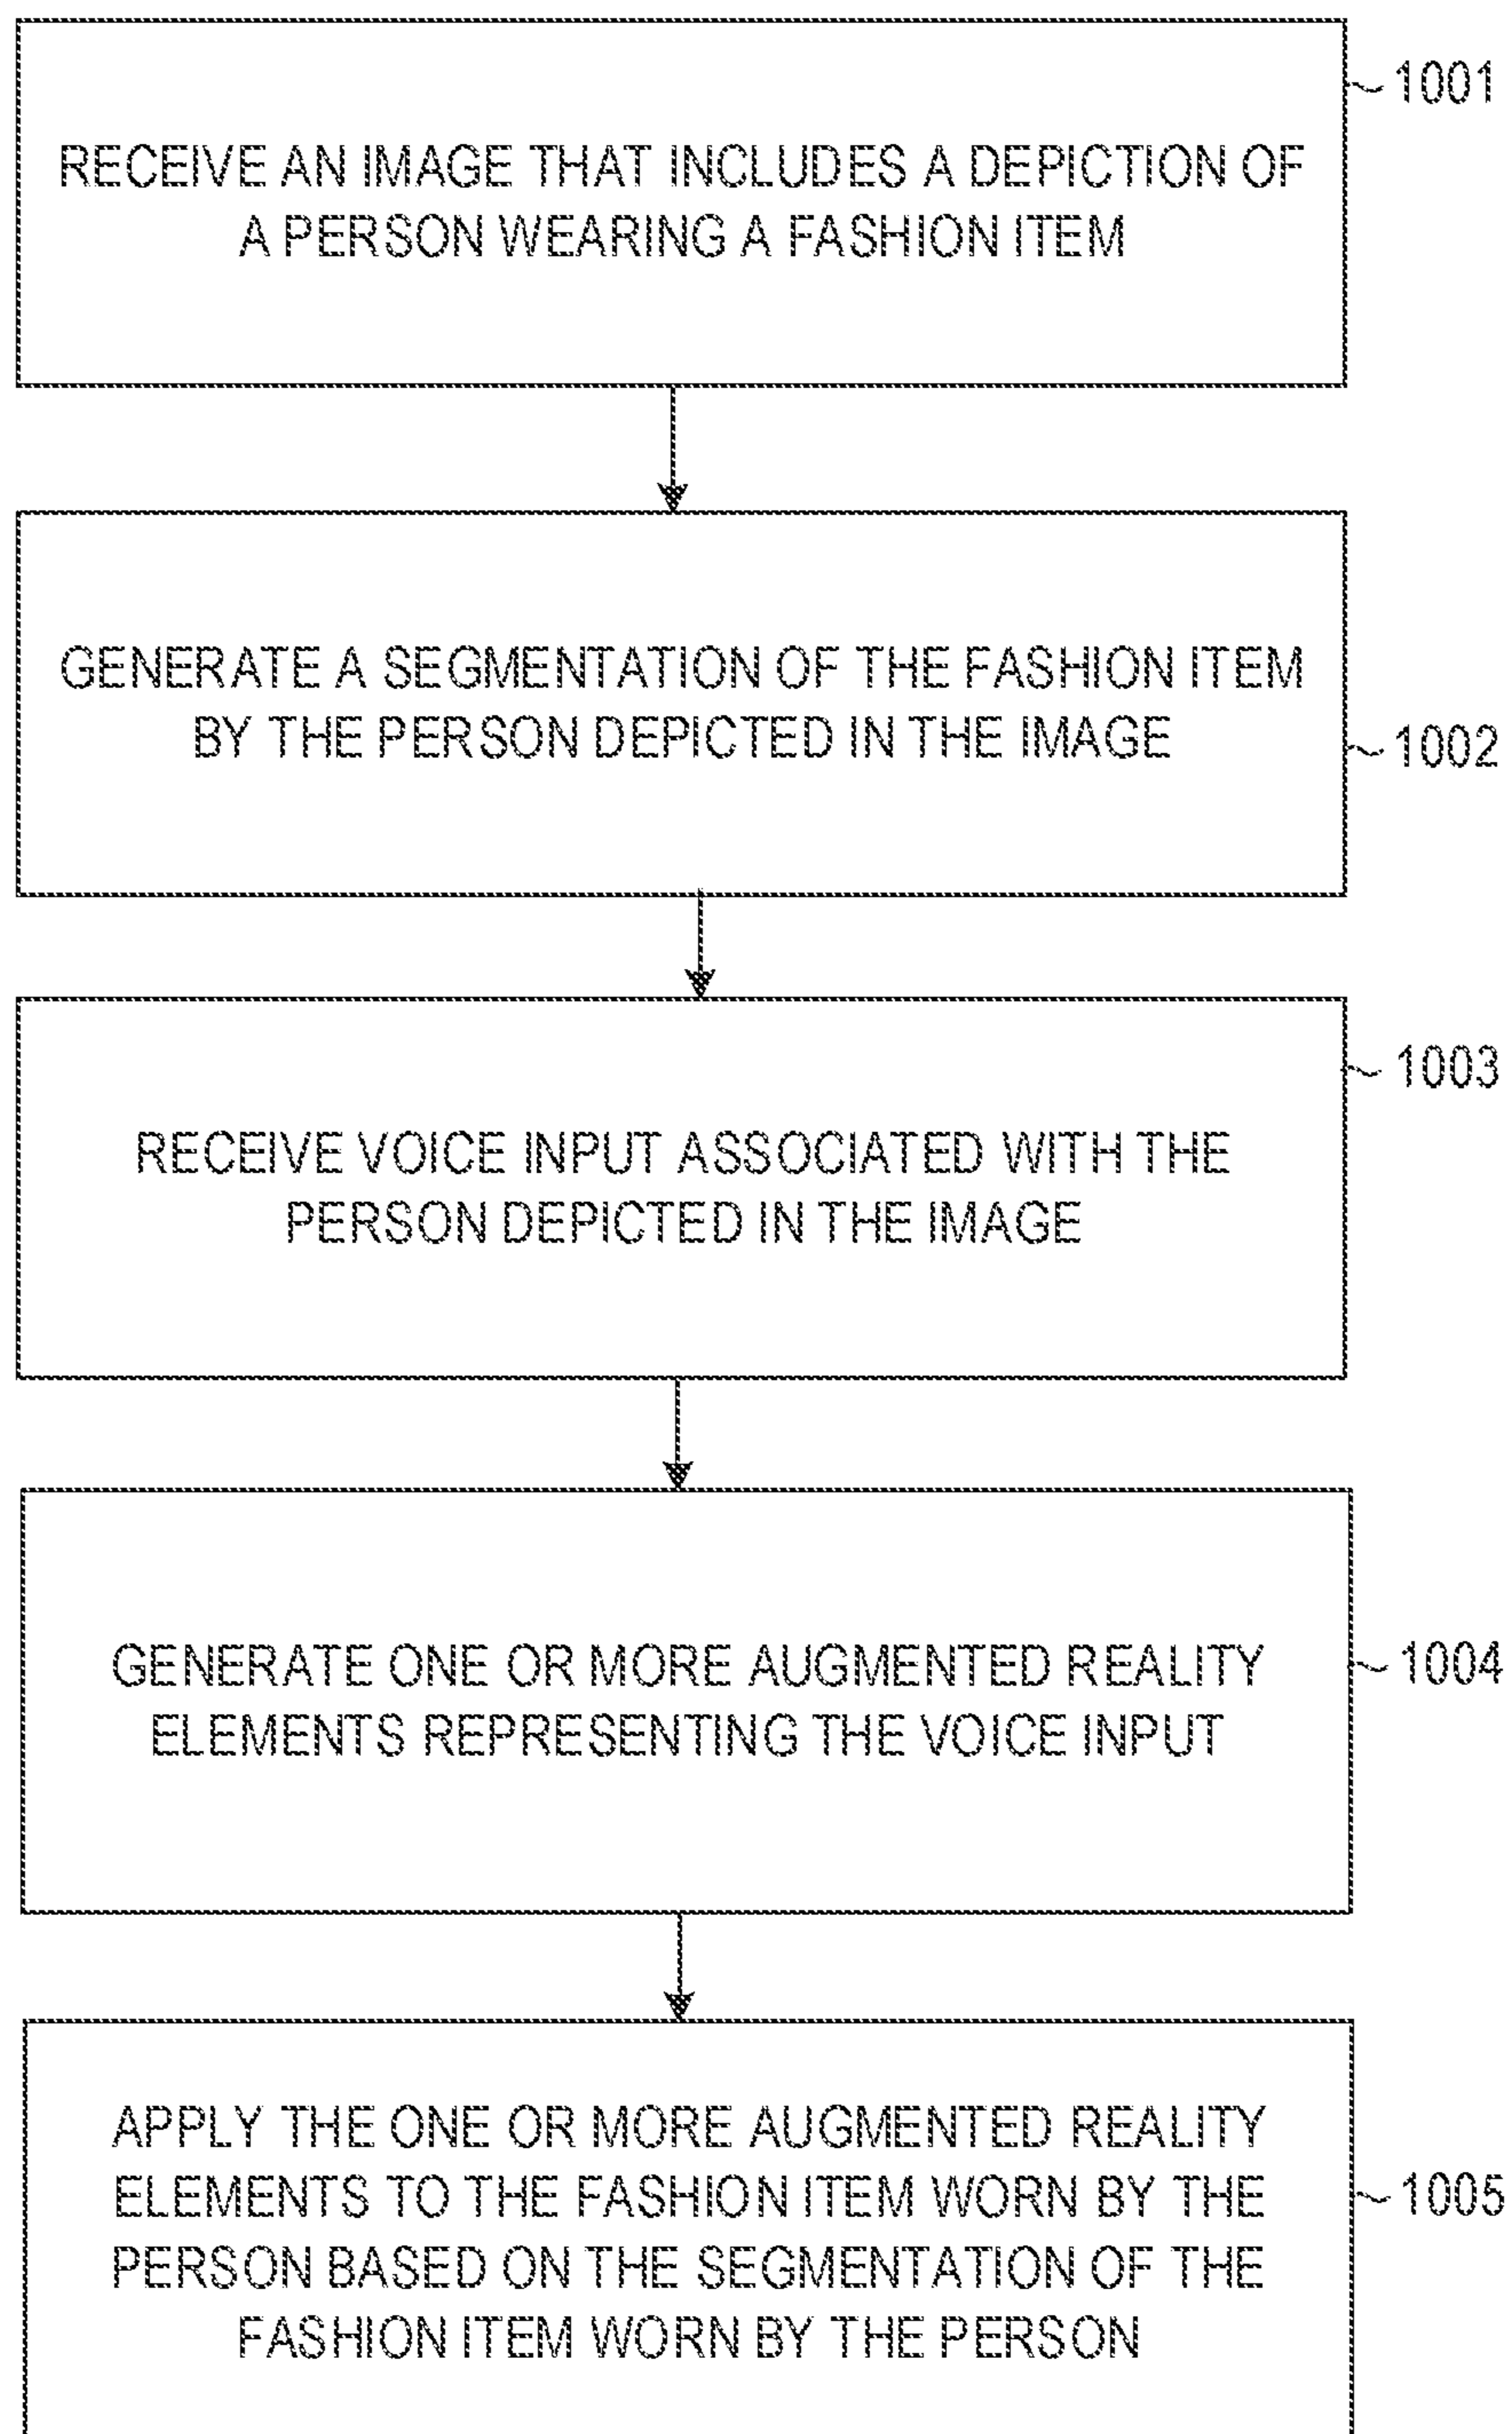 RECEIVE AN IMAGE THAT INCLUDES A DEPICTION OF
A PERSON WEARING A FASHION ITEM
1001
GENERATE A SEGMENTATION OF THE FASHION ITEM
BY THE PERSON DEPICTED IN THE IMAGE
1002
RECEIVE VOICE INPUT ASSOCIATED WITH THE
PERSON DEPICTED IN THE IMAGE
1003
GENERATE ONE OR MORE AUGMENTED REALITY
ELEMENTS REPRESENTING THE VOICE INPUT
1004
APPLY THE ONE OR MORE AUGMENTED REALITY
ELEMENTS TO THE FASHION ITEM WORN BY THE
PERSON BASED ON THE SEGMENTATION OF THE
FASHION ITEM WORN BY THE PERSON
1005